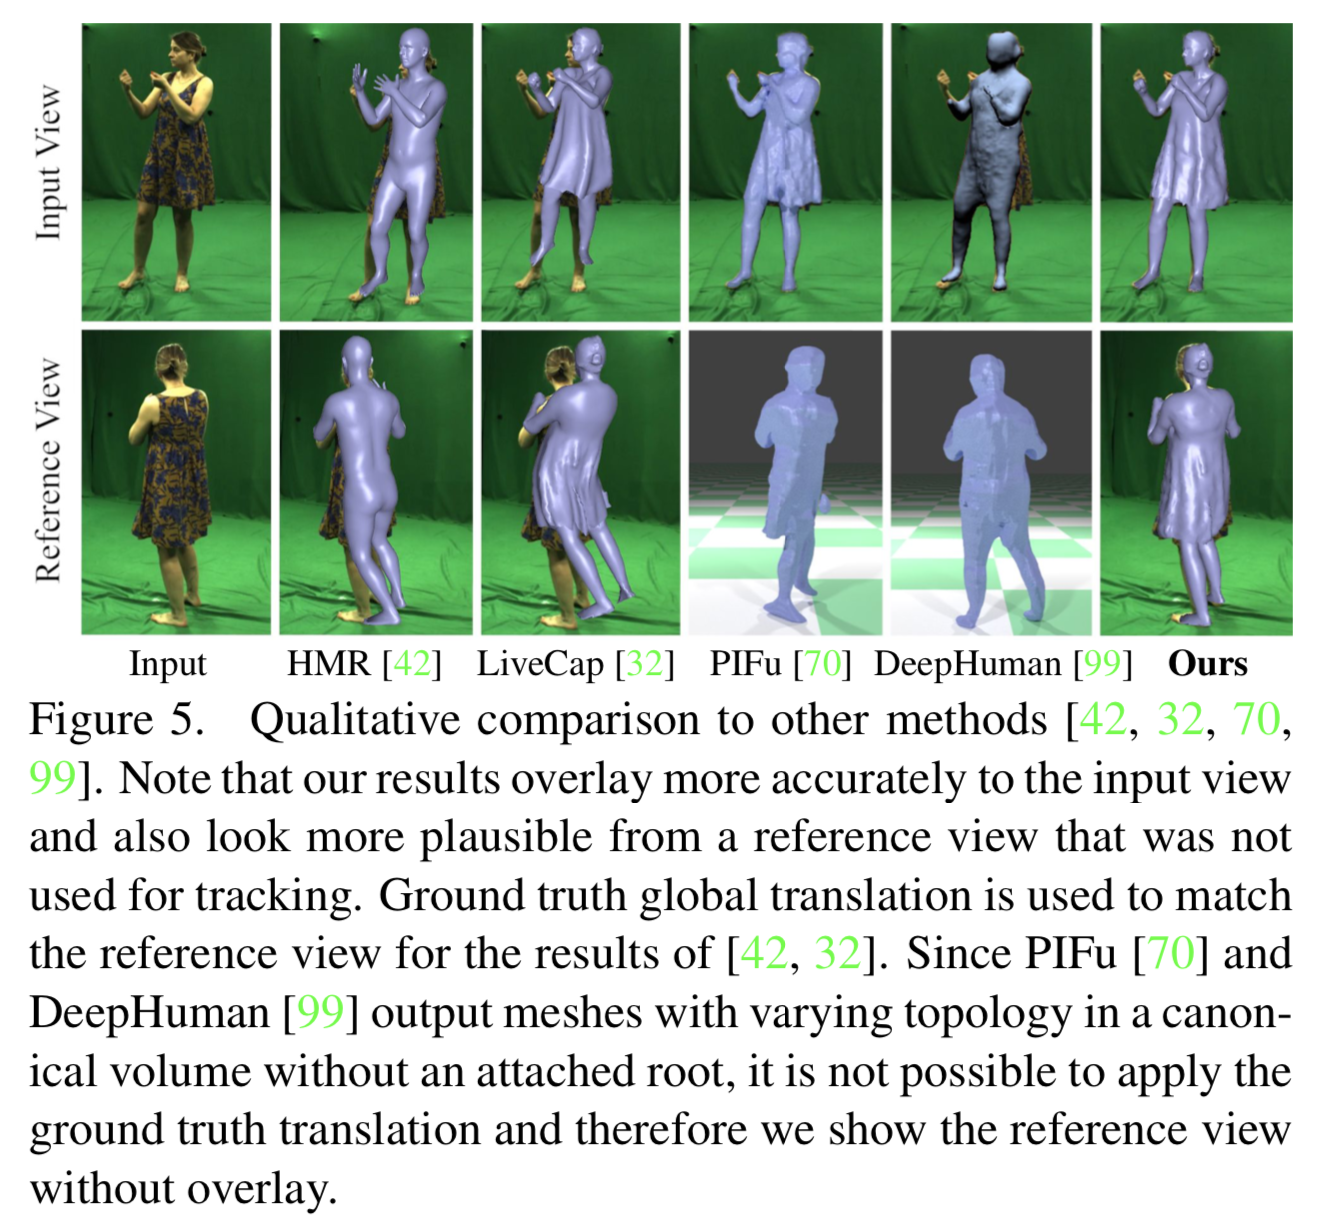 Input View
Reference View
Input HMR [42] LiveCap [32] PIFu [70] DeepHuman [99] Ours
Figure 5. Qualitative comparison to other methods [42, 32, 70,
99]. Note that our results overlay more accurately to the input view
and also look more plausible from a reference view that was not
used for tracking. Ground truth global translation is used to match
the reference view for the results of [42, 32]. Since PIFu [70] and
DeepHuman [99] output meshes with varying topology in a canon-
ical volume without an attached root, it is not possible to apply the
ground truth translation and therefore we show the reference view
without overlay.